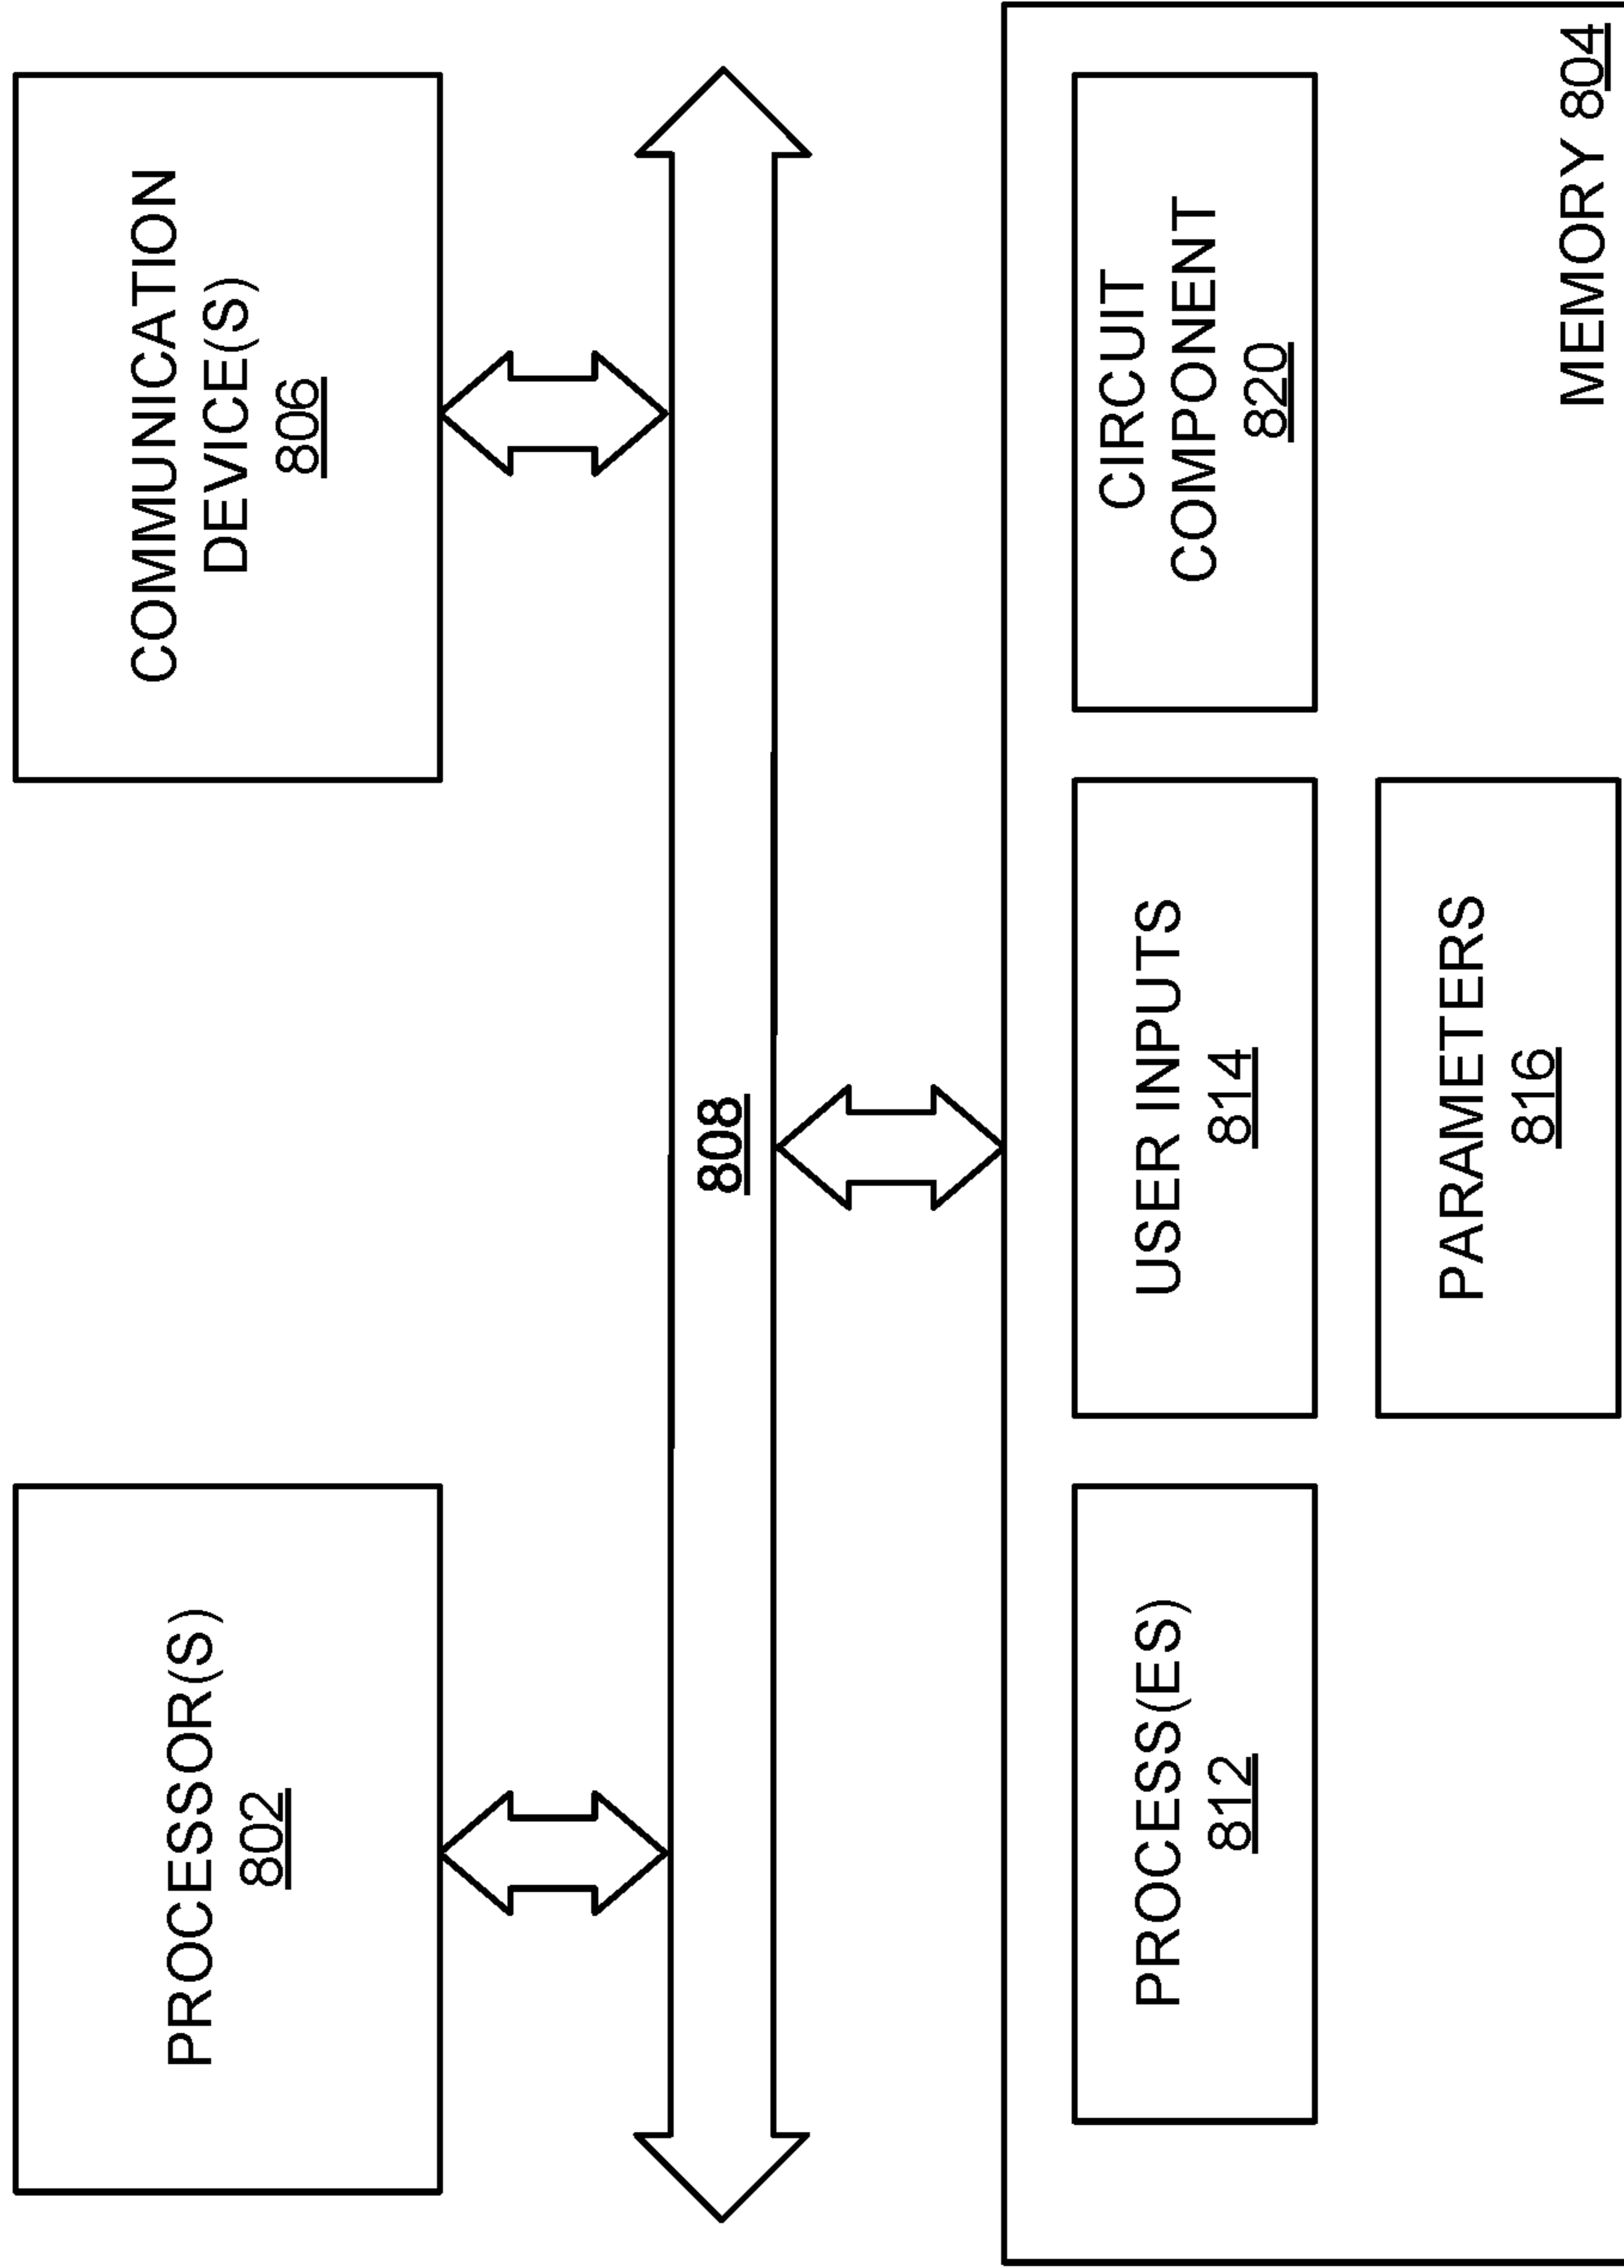 PROCESSOR(S)
802
COMMUNICATION
DEVICE(S)
806
808
PROCESS(ES)
812
USER INPUTS
814
CIRCUIT
COMPONENT
820
PARAMETERS
816
MEMORY 804